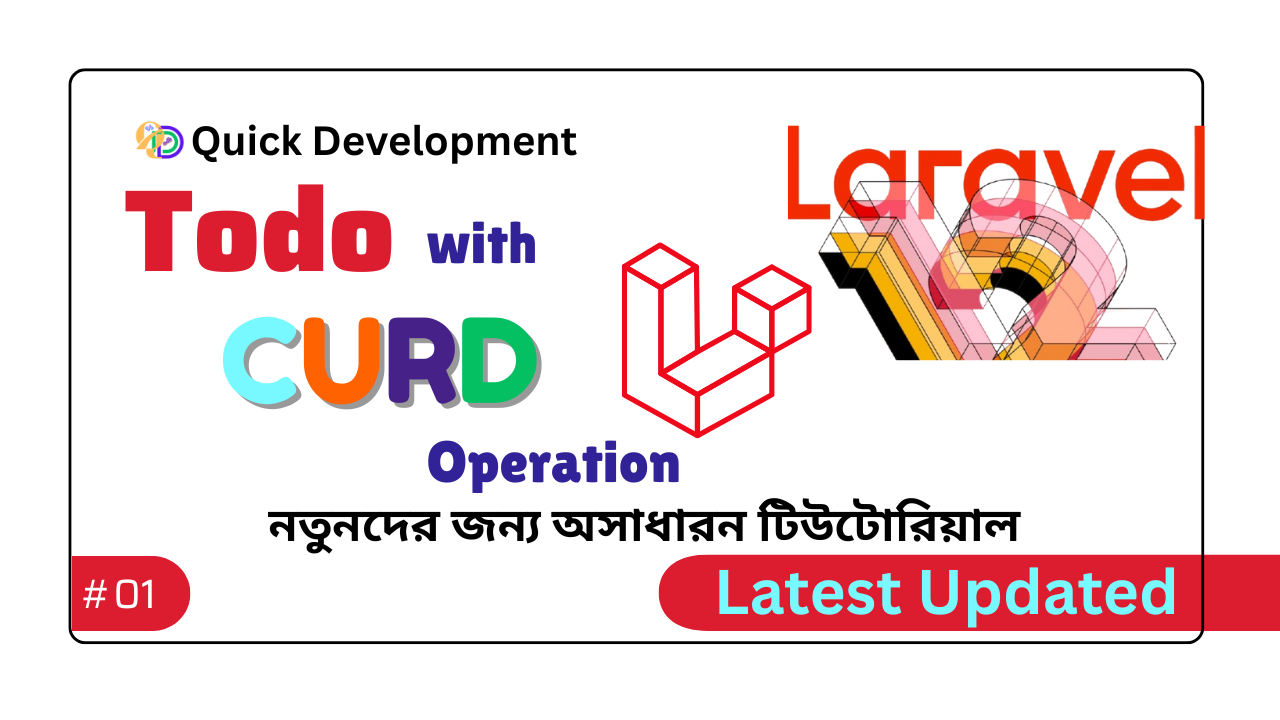 Quick Development
Laravel
12
Todo with
CURD
Operation
নতুনদের জন্য অসাধারন টিউটোরিয়াল
# 01
Latest Updated